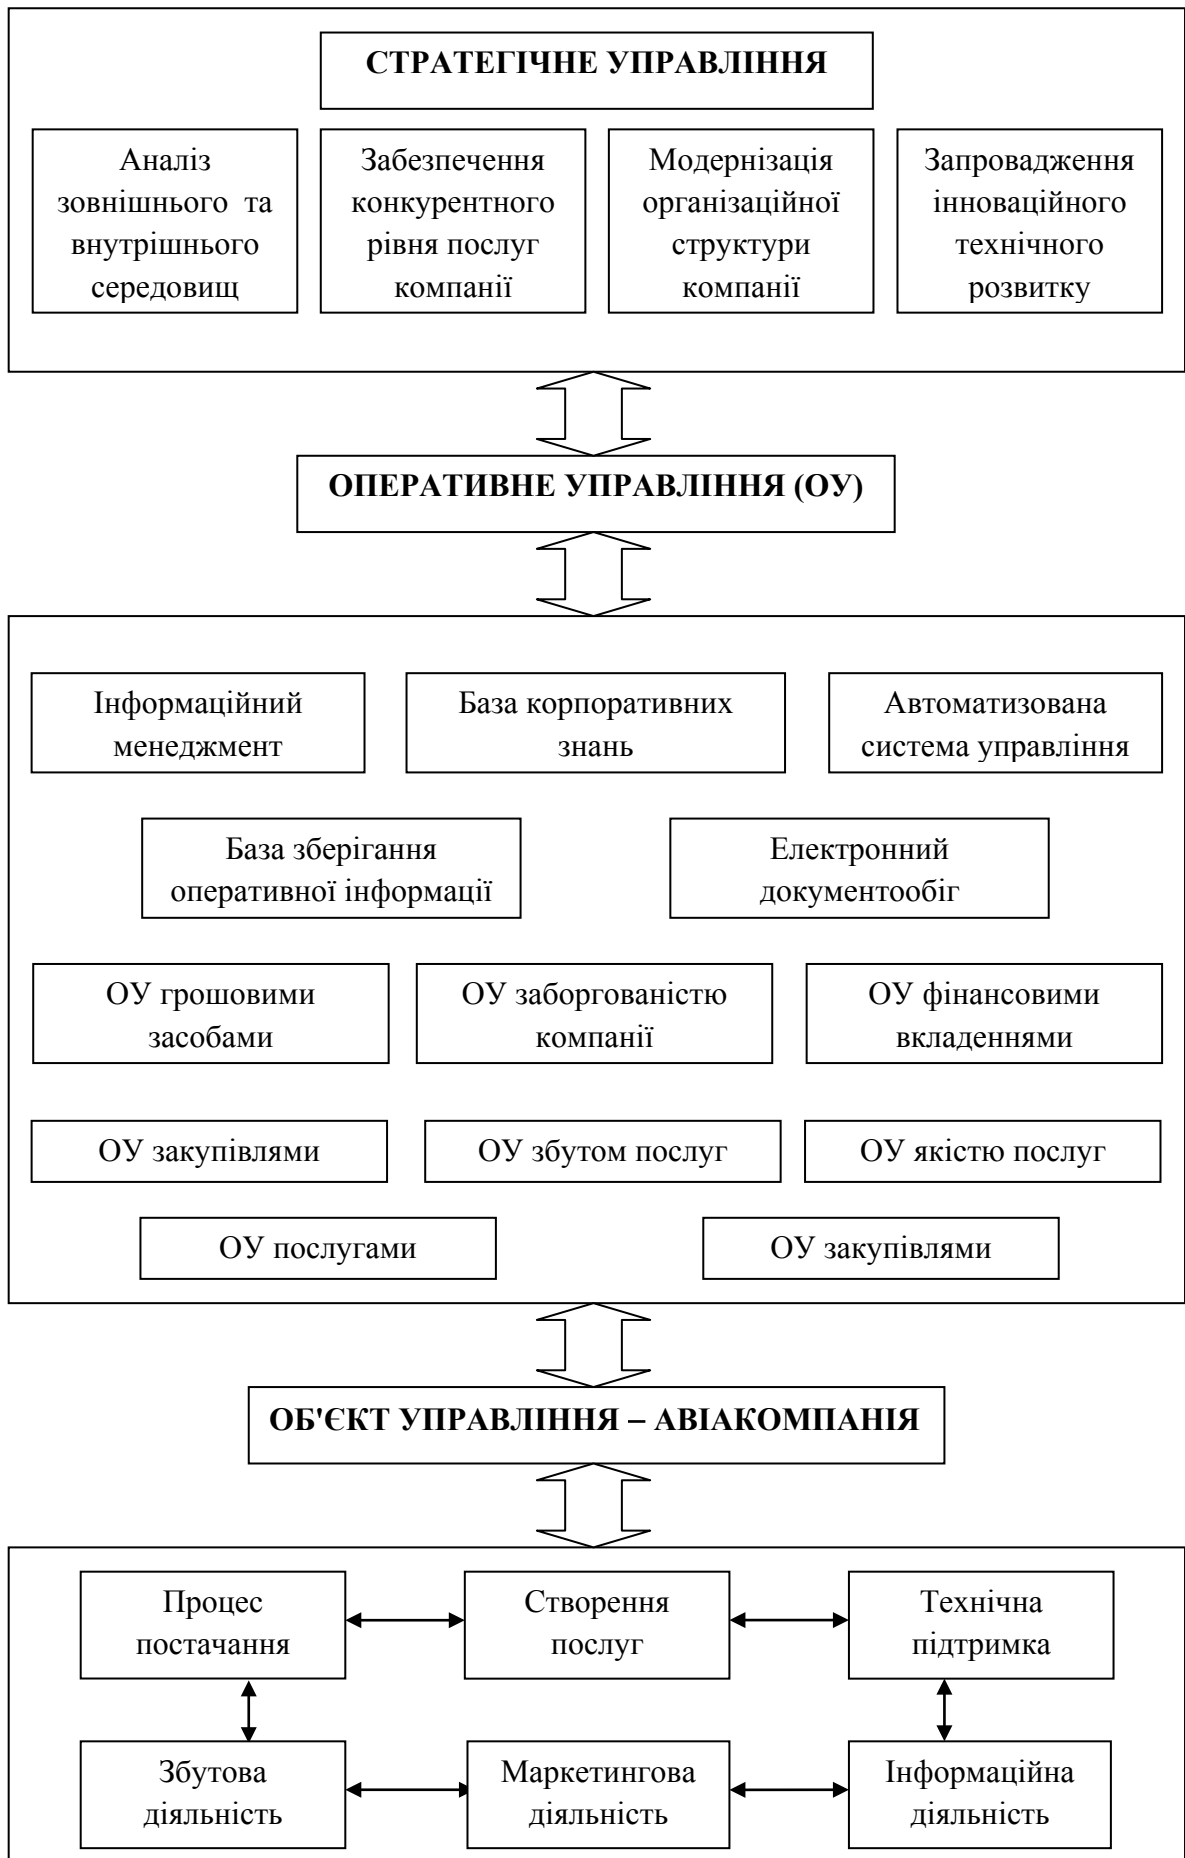 СТРАТЕГІЧНЕ УПРАВЛІННЯ
Аналіз
зовнішнього та
внутрішнього
середовищ
Забезпечення
конкурентного
рівня послуг
компанії
Модернізація
організаційної
структури
компанії
Запровадження
інноваційного
технічного
розвитку
ОПЕРАТИВНЕ УПРАВЛІННЯ (ОУ)
Інформаційний
менеджмент
База корпоративних
знань
Автоматизована
система управління
База зберігання
оперативної інформації
Електронний
документообіг
ОУ грошовими
засобами
ОУ заборгованістю
компанії
ОУ фінансовими
вкладеннями
ОУ закупівлями
ОУ збутом послуг
ОУ якістю послуг
ОУ послугами
ОУ закупівлями
ОБ'ЄКТ УПРАВЛІННЯ – АВІАКОМПАНІЯ
Процес
постачання
Створення
послуг
Технічна
підтримка
Збутова
діяльність
Маркетингова
діяльність
Інформаційна
діяльність